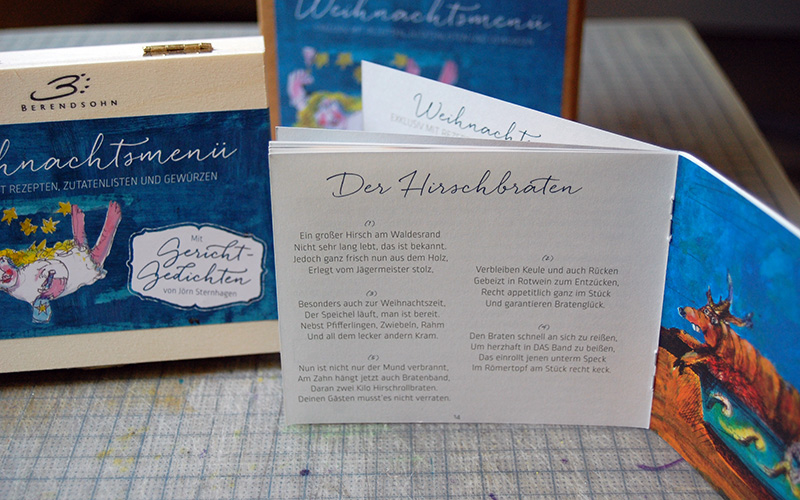 Weihnachtsmenü
3
BERENDSOHN
hnachtsmenü
T REZEPTEN, ZUTATENLISTEN UND GEWÜRZEN
Mit
Gericht-
Gedichten
von Jörn Sternhagen
Weihnacht
EXKLUSIV MIT REZE
Der Hirschbraten
(1)
Ein großer Hirsch am Waldesrand
Nicht sehr lang lebt, das ist bekannt.
Jedoch ganz frisch nun aus dem Holz,
Erlegt vom Jägermeister stolz,
(2)
Verbleiben Keule und auch Rücken
Gebeizt in Rotwein zum Entzücken,
Recht appetitlich ganz im Stück
Und garantieren Bratenglück.
(3)
Besonders auch zur Weihnachtszeit,
Der Speichel läuft, man ist bereit.
Nebst Pfifferlingen, Zwiebeln, Rahm
Und all dem lecker andern Kram.
(4)
Den Braten schnell an sich zu reißen,
Um herzhaft in DAS Band zu beißen,
Das einrollt jenen unterm Speck
Im Römertopf am Stück recht keck.
(5)
Nun ist nicht nur der Mund verbrannt,
Am Zahn hängt jetzt auch Bratenband,
Daran zwei Kilo Hirschrollbraten.
Deinen Gästen musst'es nicht verraten.
14